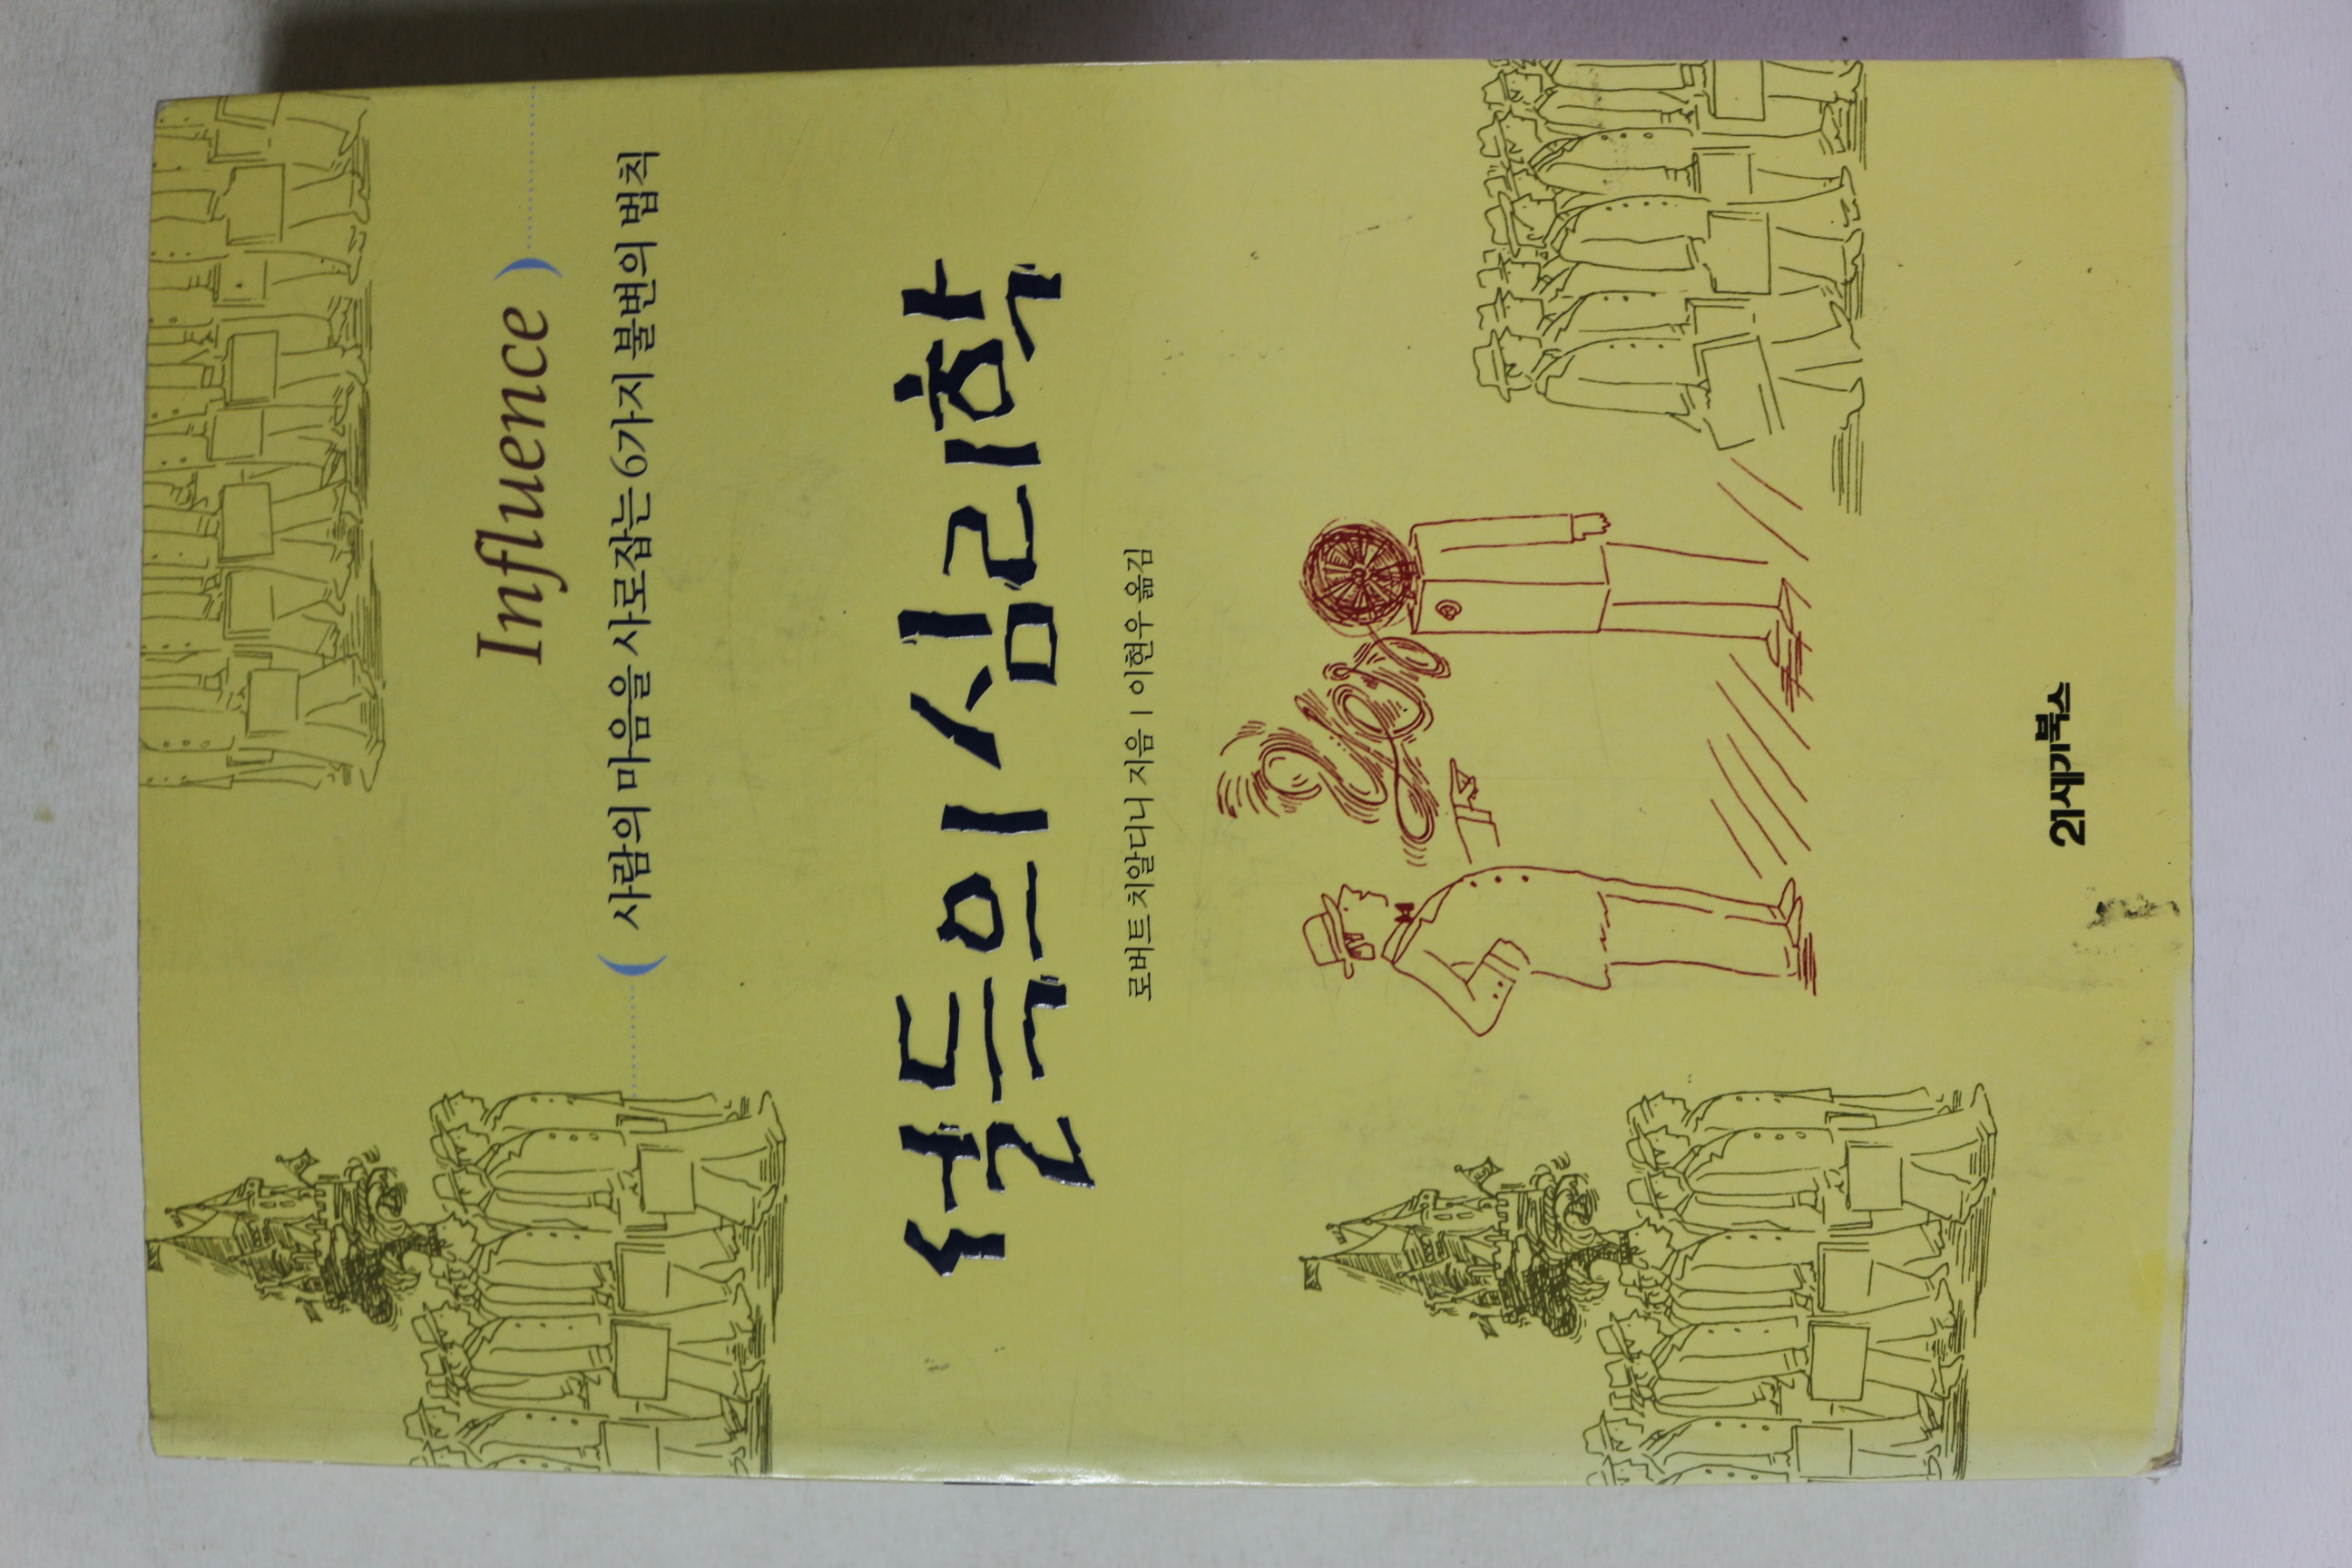 Influence
사람의 마음을 사로잡는 6가지 불변의 법칙
설득의 심리학
로버트 치알디니 지음 | 이현우 옮김
21세기북스